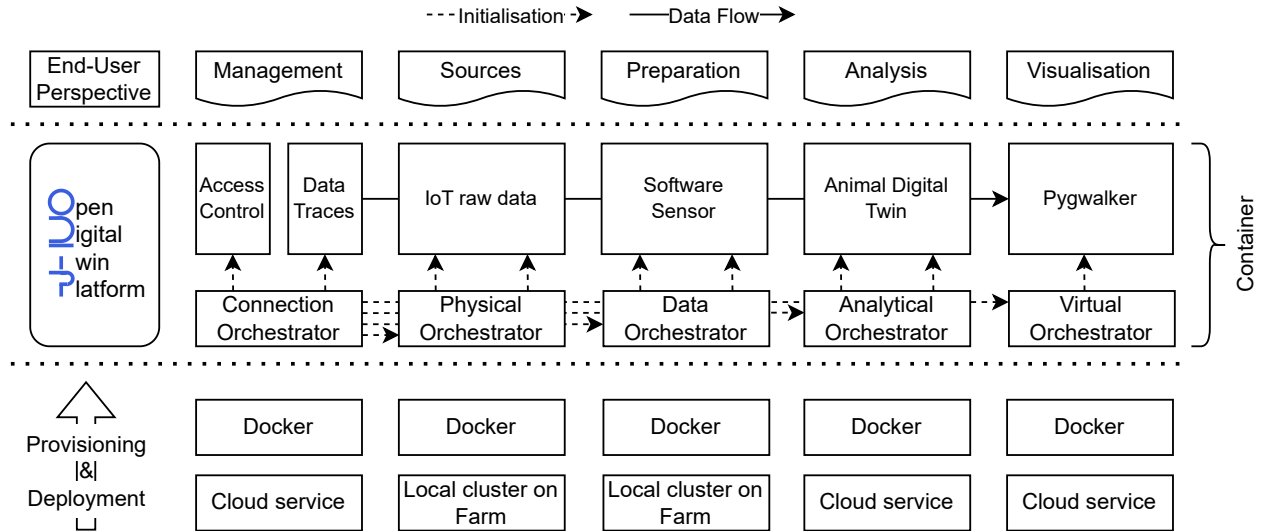 Initialisation
Data Flow
End-User
Perspective
Management
Sources
Preparation
Analysis
Visualisation
Open
Digital
Twin
Platform
Access
Control
Data
Traces
IoT raw data
Software
Sensor
Animal Digital
Twin
Pygwalker
Container
Connection
Orchestrator
Physical
Orchestrator
Data
Orchestrator
Analytical
Orchestrator
Virtual
Orchestrator
Provisioning
&
Deployment
Docker
Docker
Docker
Docker
Docker
Cloud service
Local cluster on
Farm
Local cluster on
Farm
Cloud service
Cloud service